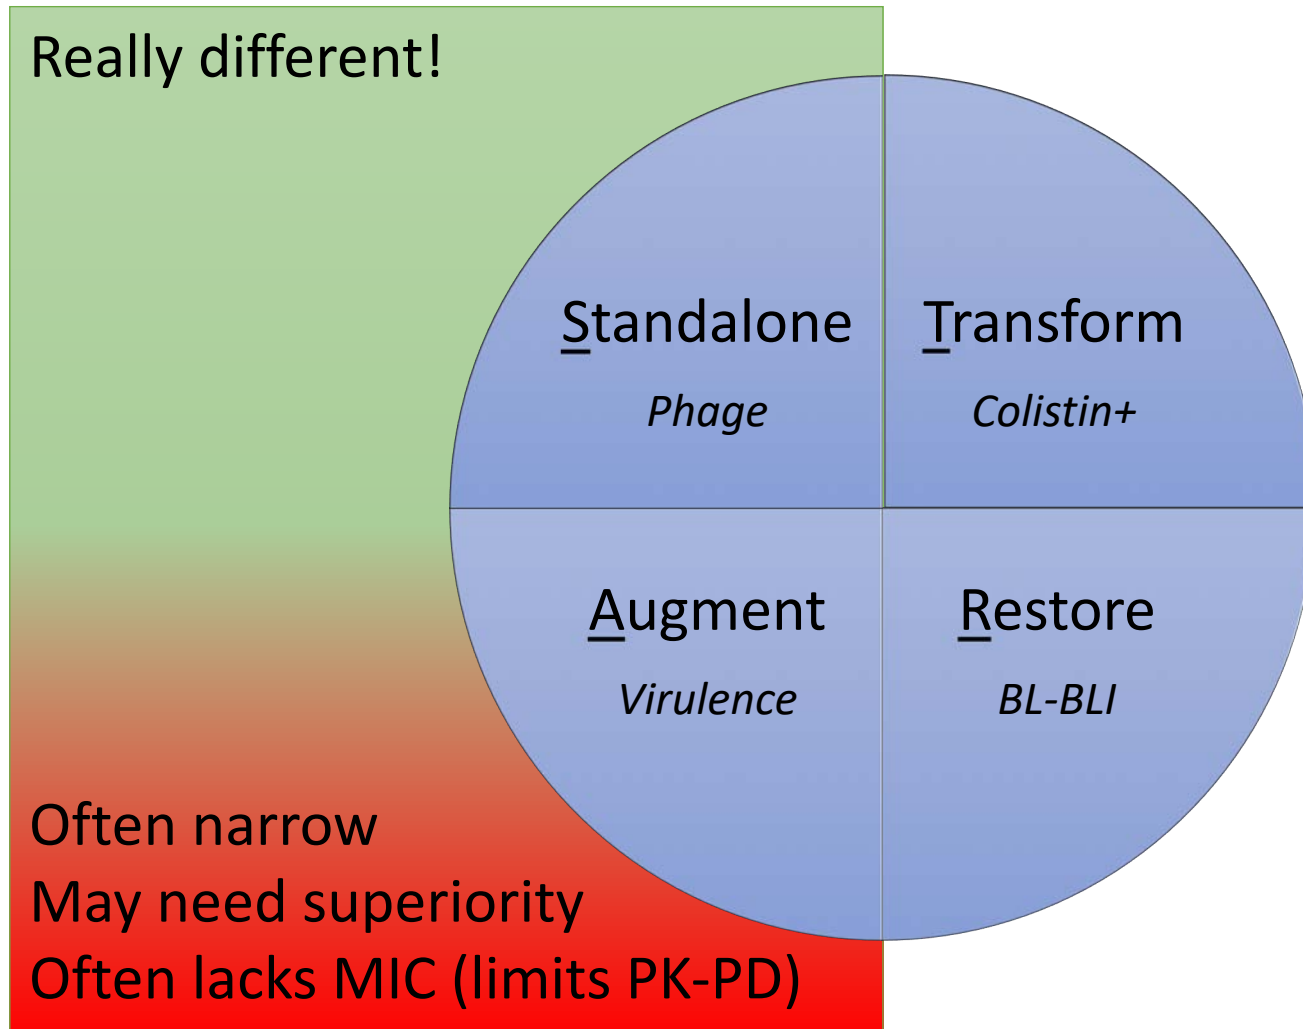 Really different!
Standalone
Phage
Transform
Colistin+
Augment
Virulence
Restore
BL-BLI
Often narrow
May need superiority
Often lacks MIC (limits PK-PD)